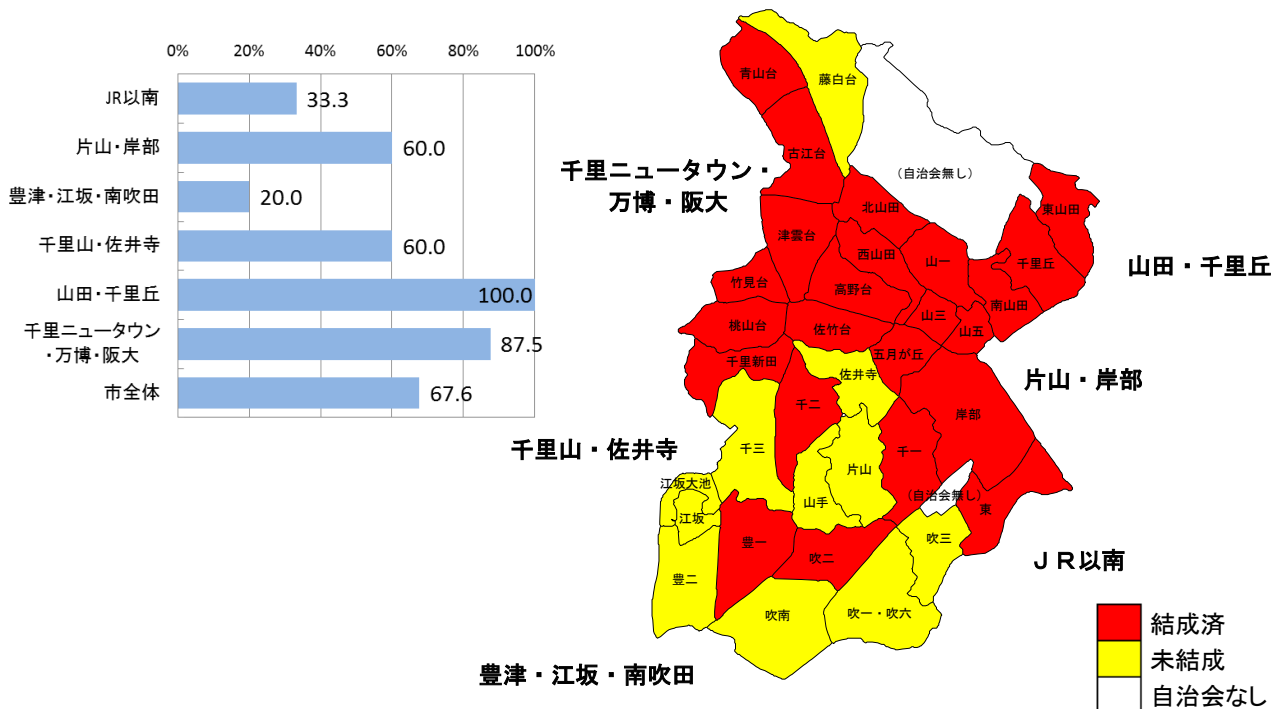 0% 20% 40% 60% 80% 100%
JR以南 33.3
片山・岸部 60.0
豊津・江坂・南吹田 20.0
千里山・佐井寺 60.0
山田・千里丘 100.0
千里ニュータウン
・万博・阪大 87.5
市全体 67.6
青山台
藤白台
古江台
(自治会無し)
千里ニュータウン・
万博・阪大
北山田
東山田
津雲台
西山田
山一
千里丘
山田・千里丘
竹見台
高野台
南山田
桃山台
佐竹台
山三
山五
千里新田
佐井寺
五月が丘
片山・岸部
千二
岸部
千里山・佐井寺
千三
片山
千一
江坂大池
山手
(自治会無し)
江坂
東
豊一
吹三
吹二
JR以南
豊二
吹南
吹一・吹六
豊津・江坂・南吹田
結成済
未結成
自治会なし